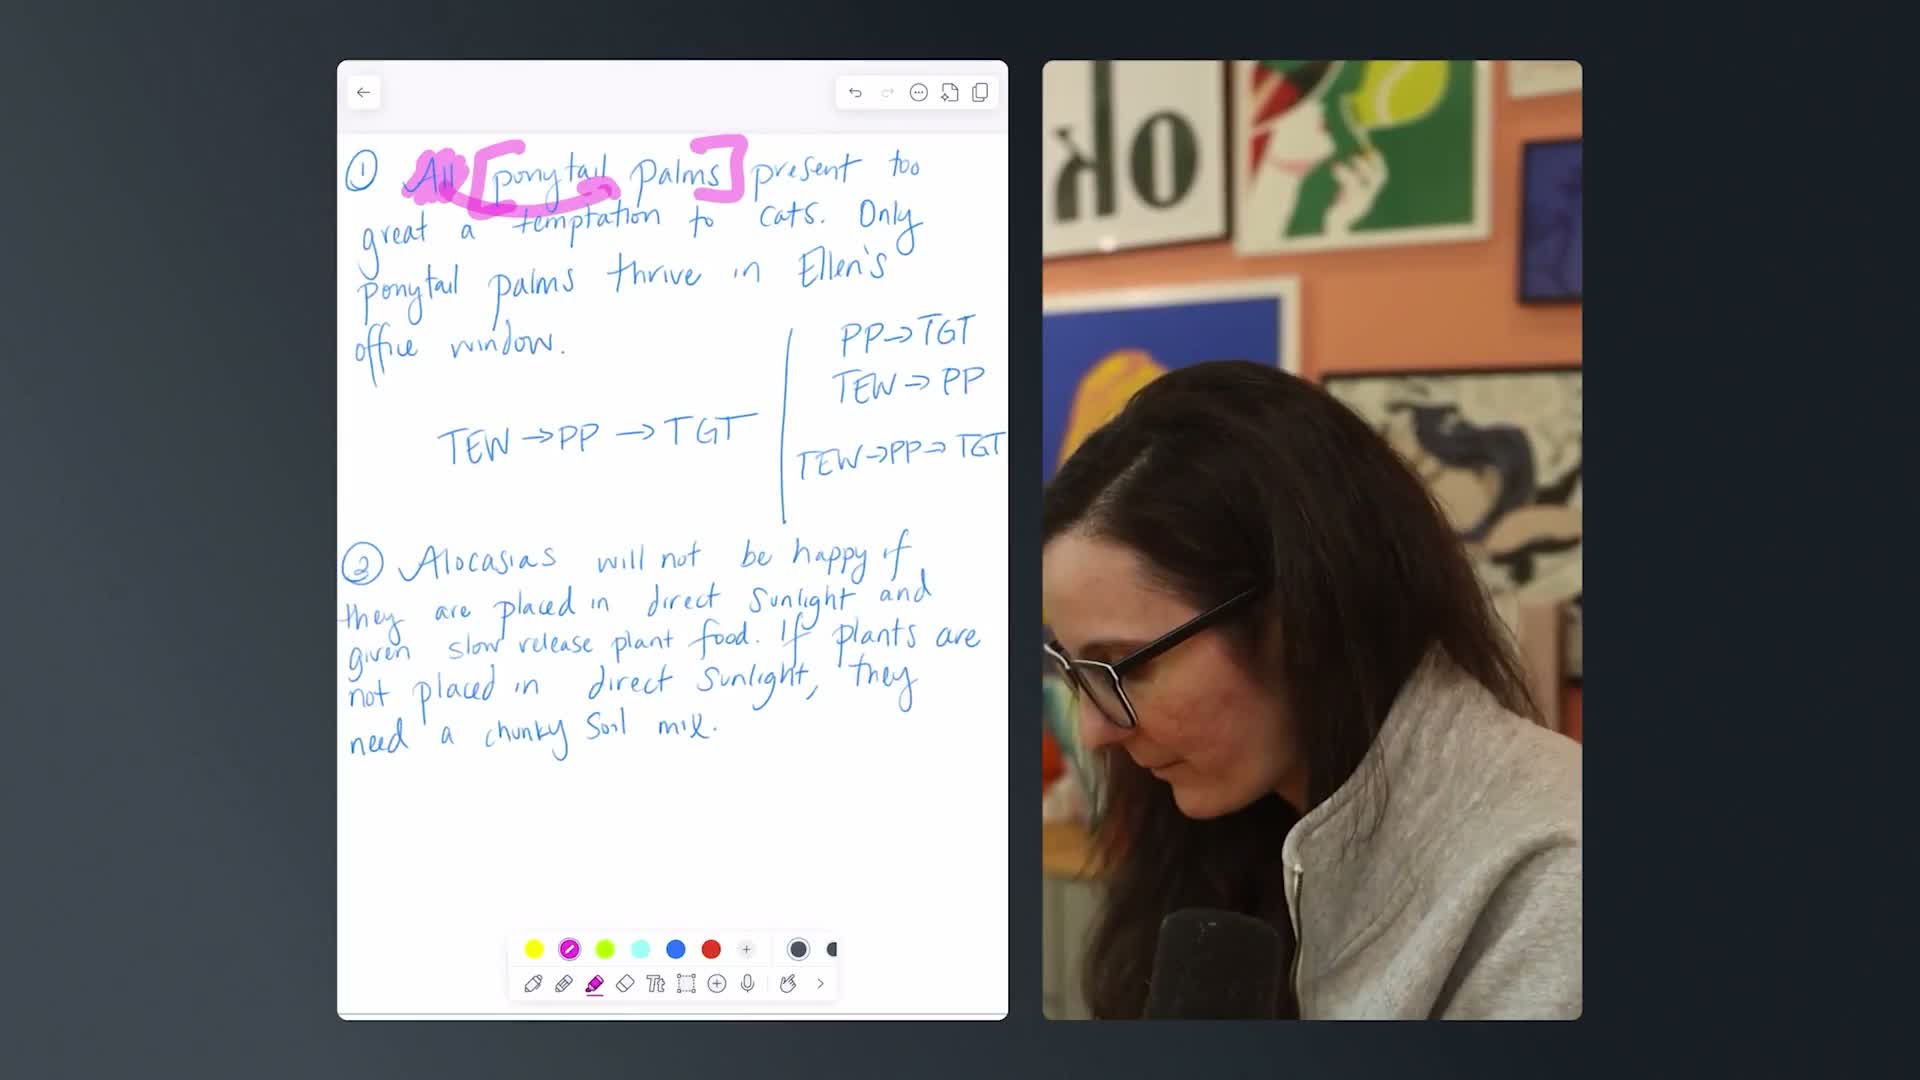 ① All [ponytail palms] present too
great a temptation to cats. Only
ponytail palms thrive in Ellen's
office window.
TEW → PP → TGT
PP → TGT
TEW → PP
TEW → PP → TGT
② Alocasias will not be happy if
they are placed in direct sunlight and
given slow release plant food. If plants are
not placed in direct sunlight, they
need a chunky soil mix.
Tt
ok